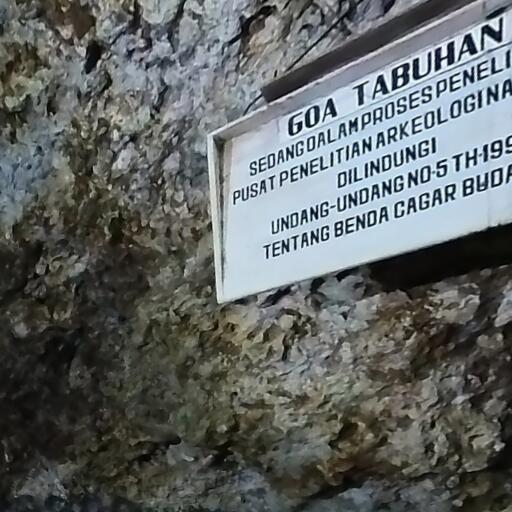 GOA TABUHAN
SEDANG DALAM PROSES PENELI
PUSAT PENELITIAN ARKEOLOGI NA
DILINDUNGI
UNDANG-UNDANG NO-5 TH-199
TENTANG BENDA CAGAR BUDA